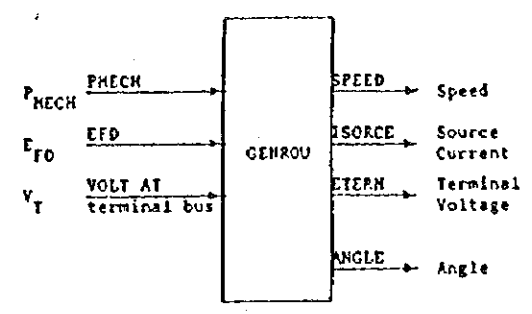 PMECH PMECH
EFD EFD
VT VOLT AT
terminal bus
GENROU
SPEED Speed
ISORCE Source
Current
ETERM Terminal
Voltage
ANGLE Angle